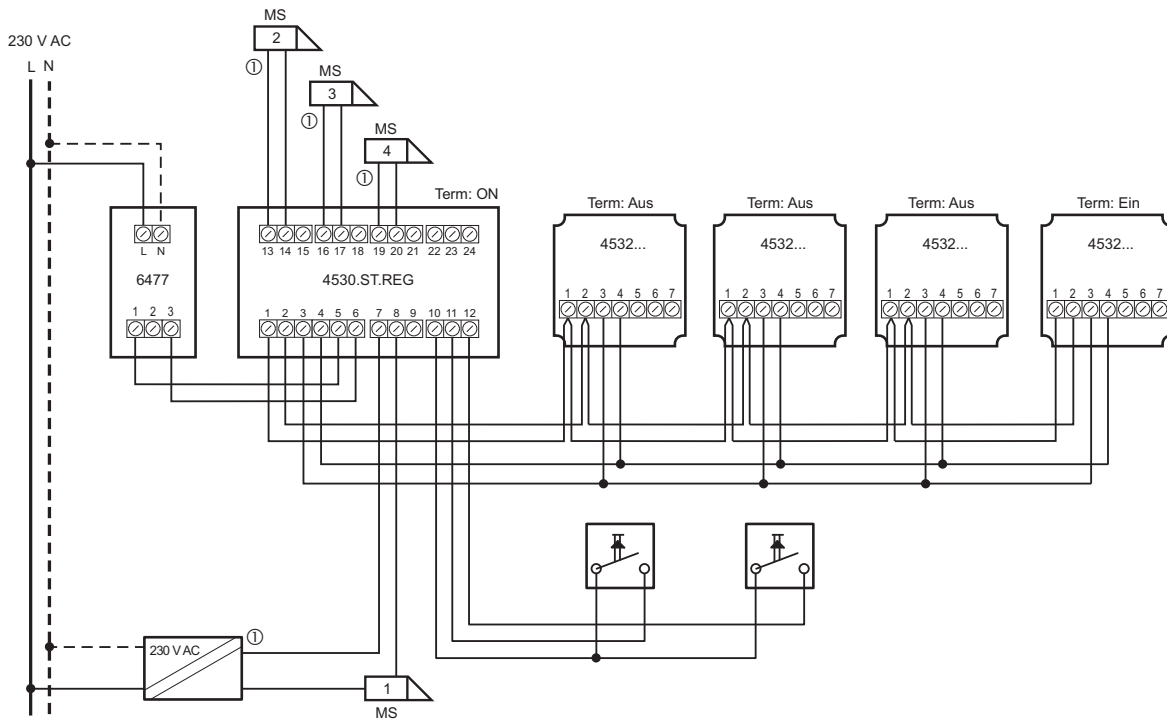 MS
2
230 V AC
①
L N
MS
3
①
MS
4
①
Term: ON
Term: Aus
Term: Aus
Term: Aus
Term: Ein
L N
13 14 15 16 17 18 19 20 21 22 23 24
4532...
4532...
4532...
4532...
6477
4530.ST.REG
1 2 3
1 2 3 4 5 6 7 8 9 10 11 12
1 2 3 4 5 6 7
1 2 3 4 5 6 7
1 2 3 4 5 6 7
1 2 3 4 5 6 7
①
230 V AC
1
MS